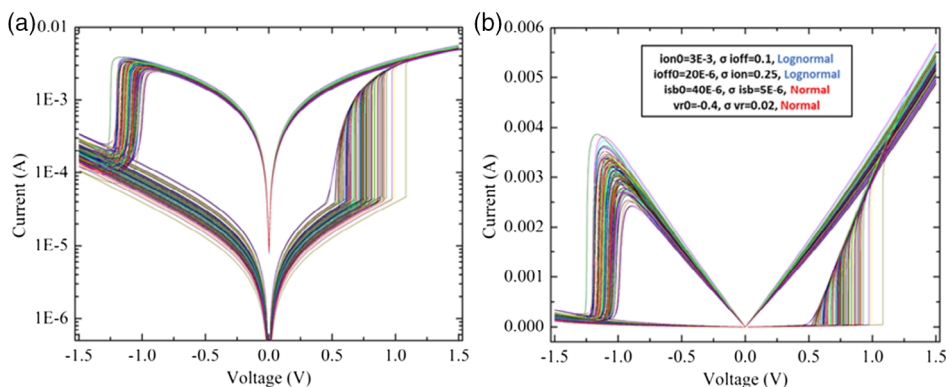 (a)
0.01
1E-3
1E-4
1E-5
1E-6
Current (A)
-1.5 -1.0 -0.5 0.0 0.5 1.0 1.5
Voltage (V)
(b)
0.006
0.005
0.004
0.003
0.002
0.001
0.000
Current (A)
ion0=3E-3, σ ioff=0.1, Lognormal
ioff0=20E-6, σ ion=0.25, Lognormal
isb0=40E-6, σ isb=5E-6, Normal
vr0=-0.4, σ vr=0.02, Normal
-1.5 -1.0 -0.5 0.0 0.5 1.0 1.5
Voltage (V)